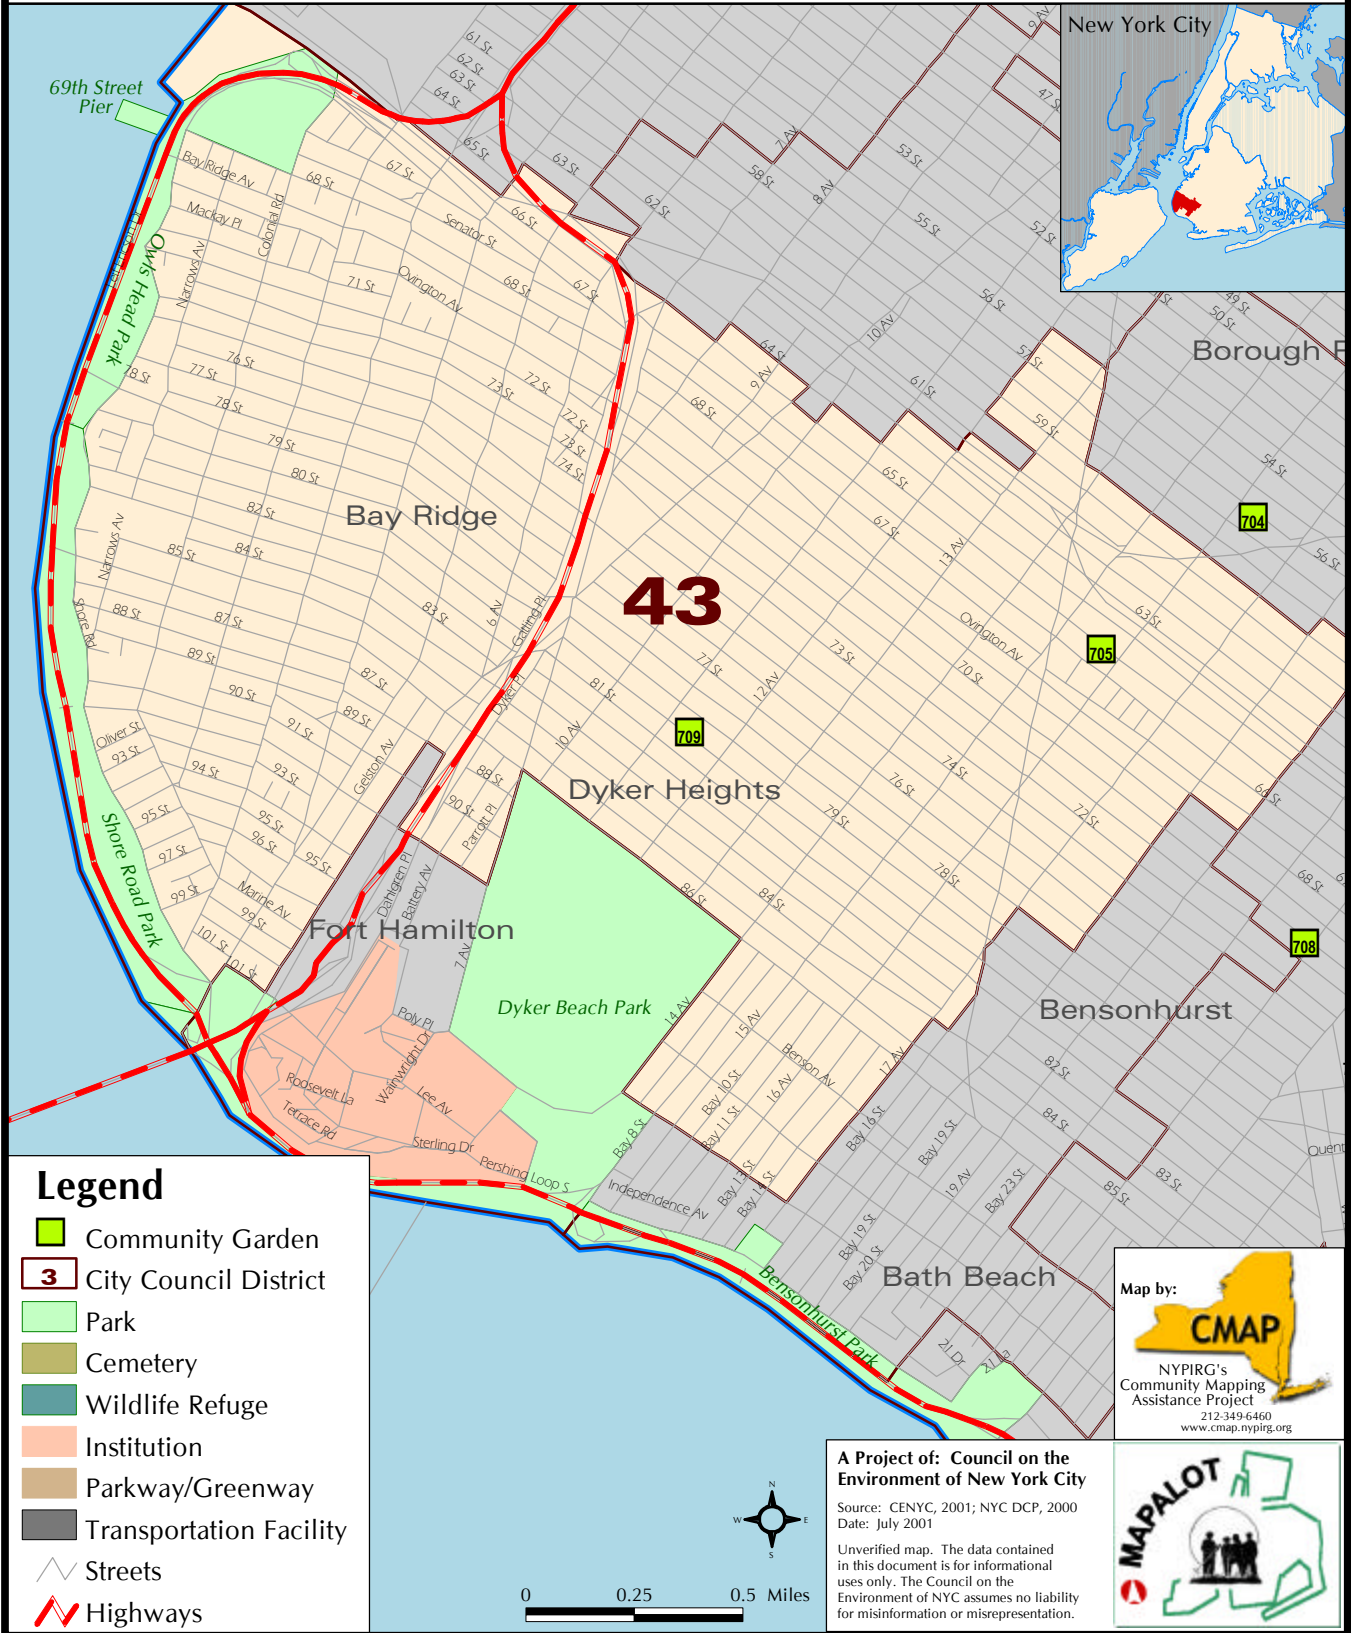 New York City
69th Street
Pier
61 St
62 St
63 St
64 St
65 St
63 St
62 St
9 Av
47 St
7 Av
58 St
53 St
8 Av
55 St
52 St
56 St
10 Av
57 St
61 St
59 St
49 St
50 St
Borough
54 St
56 St
Bay Ridge Av
68 St
67 St
Mackay Pl
Colonial Rd
Narrows Av
Senator St
66 St
Ovington Av
71 St
68 St
67 St
Owls Head Park
78 St
76 St
77 St
78 St
73 St
72 St
72 St
73 St
74 St
64 St
9 Av
68 St
79 St
80 St
82 St
Bay Ridge
65 St
67 St
13 Av
704
Narrows Av
85 St
84 St
43
83 St
6 Av
Gatling Pl
Shore Rd
88 St
87 St
63 St
Ovington Av
705
70 St
73 St
77 St
12 Av
89 St
90 St
87 St
89 St
91 St
Dyker Pl
81 St
10 Av
709
Oliver St
93 St
94 St
93 St
Gelston Av
88 St
90 St
Parrott Pl
Dyker Heights
74 St
76 St
79 St
72 St
66 St
95 St
95 St
96 St
95 St
97 St
99 St
Marine Av
99 St
101 St
101 St
Shore Road Park
Dahlgren Pl
Battery Av
Fort Hamilton
7 Av
86 St
84 St
78 St
68 St
708
Dyker Beach Park
14 Av
15 Av
Benson Av
16 Av
17 Av
Bensonhurst
82 St
84 St
83 St
85 St
Poly Pl
Wainwright Dr
Roosevelt La
Lee Av
Terrace Rd
Sterling Dr
Pershing Loop S
Bay 8 St
Bay 10 St
Bay 11 St
Bay 13 St
Bay 14 St
Independence Av
Bay 16 St
Bay 19 St
19 Av
Bay 23 St
Bay 19 St
Bay 20 St
Bath Beach
Bensonhurst Park
21 Dr
Legend
Community Garden
3 City Council District
Park
Cemetery
Wildlife Refuge
Institution
Parkway/Greenway
Transportation Facility
Streets
Highways
N
W E
S
0 0.25 0.5 Miles
Map by:
CMAP
NYPIRG's
Community Mapping
Assistance Project
212-349-6460
www.cmap.nypirg.org
A Project of: Council on the
Environment of New York City
Source: CENYC, 2001; NYC DCP, 2000
Date: July 2001
Unverified map. The data contained
in this document is for informational
uses only. The Council on the
Environment of NYC assumes no liability
for misinformation or misrepresentation.
MAPALOT